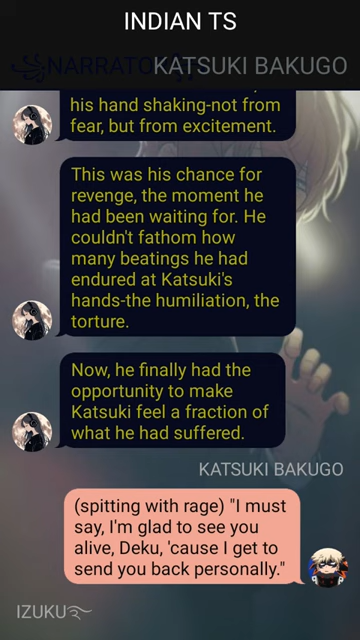 INDIAN TS
NARRATO
KATSUKI BAKUGO
his hand shaking-not from
fear, but from excitement.
This was his chance for
revenge, the moment he
had been waiting for. He
couldn't fathom how
many beatings he had
endured at Katsuki's
hands-the humiliation, the
torture.
Now, he finally had the
opportunity to make
Katsuki feel a fraction of
what he had suffered.
KATSUKI BAKUGO
(spitting with rage) "I must
say, I'm glad to see you
alive, Deku, 'cause I get to
send you back personally."
IZUKU